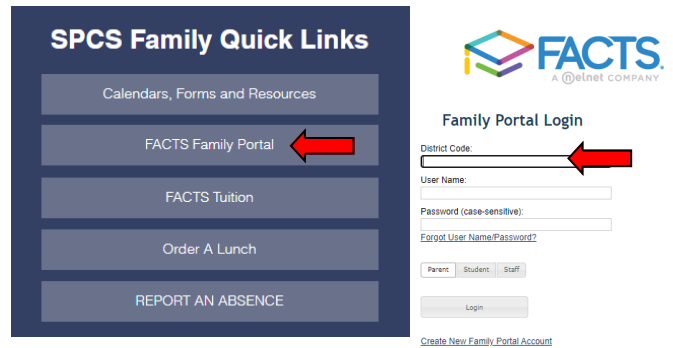 SPCS Family Quick Links
Calendars, Forms and Resources
FACTS Family Portal
FACTS Tuition
Order A Lunch
REPORT AN ABSENCE
FACTS.
A nelnet COMPANY
Family Portal Login
District Code:
User Name:
Password (case-sensitive):
Forgot User Name/Password?
Parent Student Staff
Login
Create New Family Portal Account